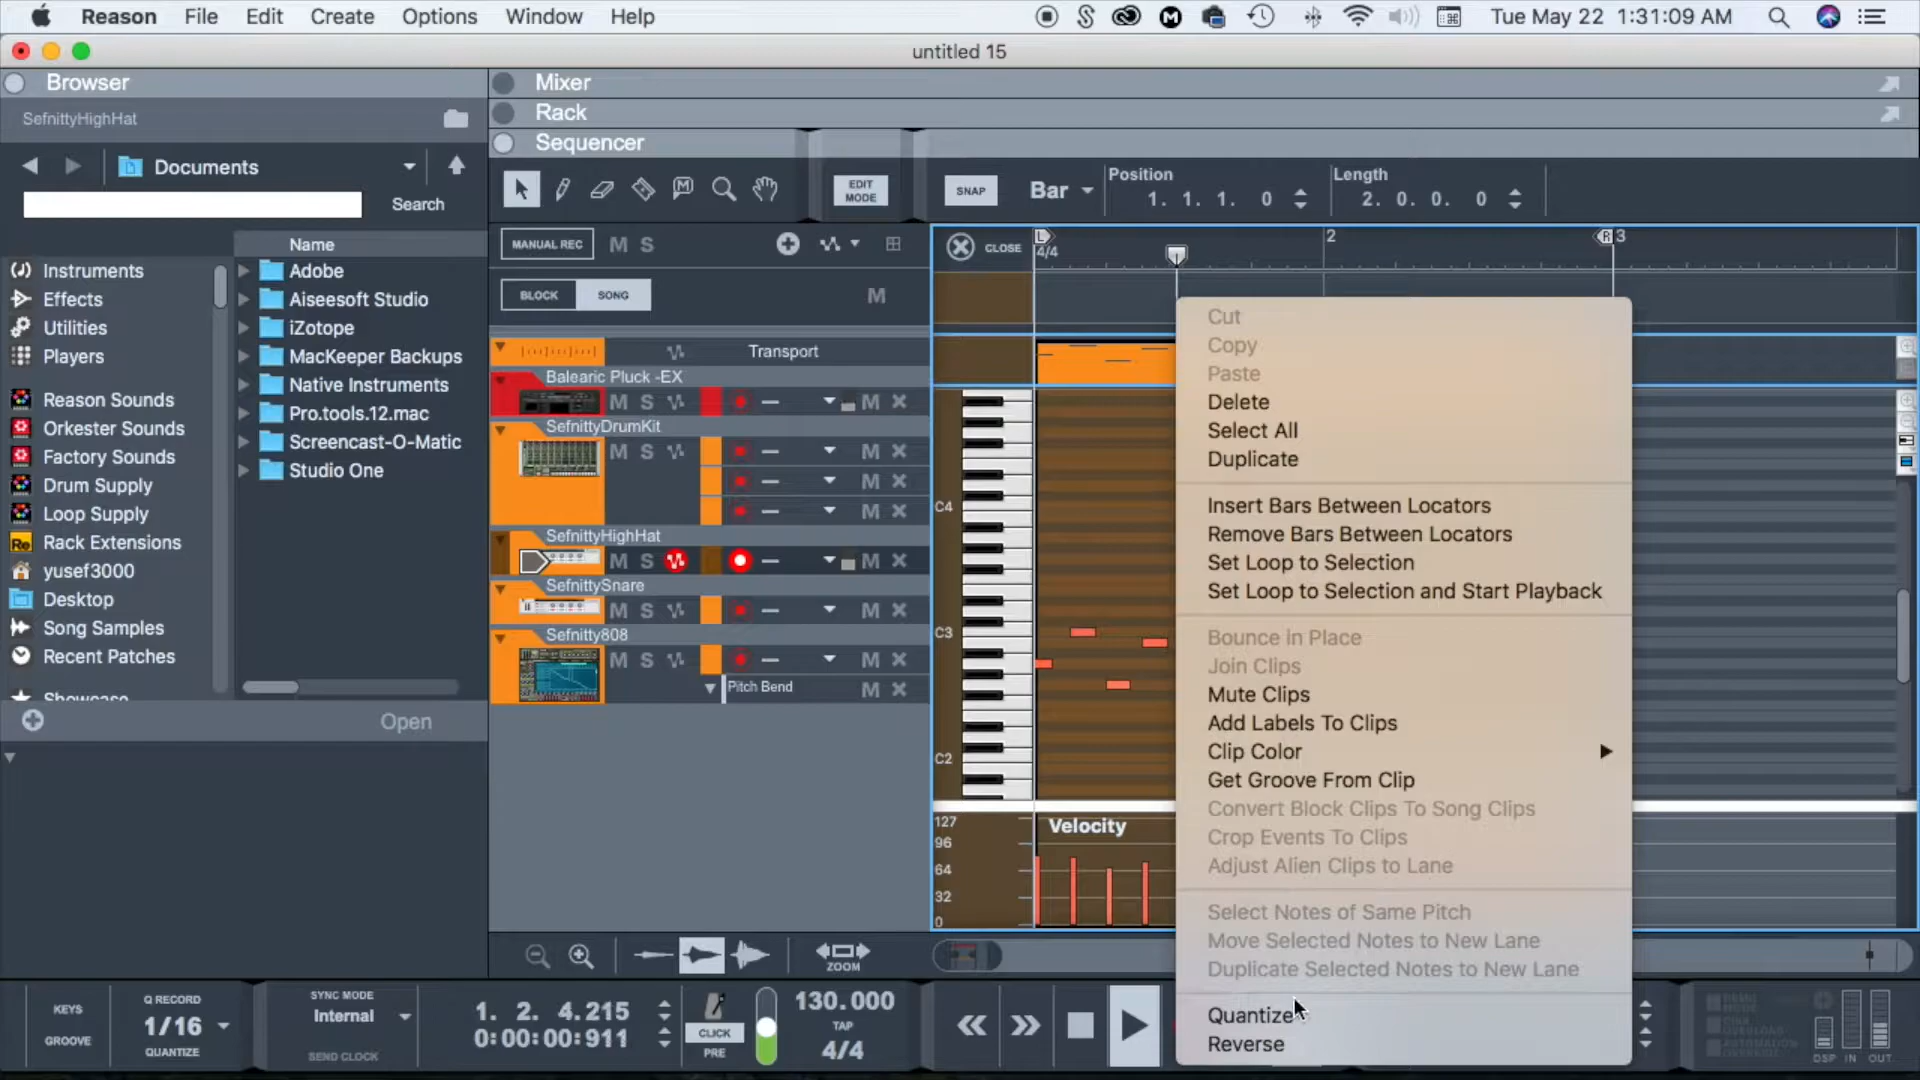 Reason File Edit Create Options Window Help
Tue May 22 1:31:09 AM
untitled 15
Browser
SefnittyHighHat
Documents
Search
Name
Instruments
Effects
Utilities
Players
Reason Sounds
Orkester Sounds
Factory Sounds
Drum Supply
Loop Supply
Rack Extensions
yusef3000
Desktop
Song Samples
Recent Patches
Showcase
Adobe
Aiseesoft Studio
iZotope
MacKeeper Backups
Native Instruments
Pro.tools.12.mac
Screencast-O-Matic
Studio One
Open
Mixer
Rack
Sequencer
EDIT MODE
SNAP
Bar
Position
1. 1. 1. 0
Length
2. 0. 0. 0
MANUAL REC M S
BLOCK SONG M
Transport
Balearic Pluck -EX
M S M
SefnittyDrumKit
M S M
M
M
SefnittyHighHat
M S M
SefnittySnare
M S M
Sefnitty808
M S M
Pitch Bend M
CLOSE
L
4/4
2
R 3
C4
C3
C2
127
96
64
32
0
Velocity
Cut
Copy
Paste
Delete
Select All
Duplicate
Insert Bars Between Locators
Remove Bars Between Locators
Set Loop to Selection
Set Loop to Selection and Start Playback
Bounce in Place
Join Clips
Mute Clips
Add Labels To Clips
Clip Color
Get Groove From Clip
Convert Block Clips To Song Clips
Crop Events To Clips
Adjust Alien Clips to Lane
Select Notes of Same Pitch
Move Selected Notes to New Lane
Duplicate Selected Notes to New Lane
Quantize
Reverse
ZOOM
KEYS
GROOVE
Q RECORD
1/16
QUANTIZE
SYNC MODE
Internal
SEND CLOCK
1. 2. 4.215
0:00:00:911
CLICK
PRE
130.000
TAP
4/4
DSP IN OUT